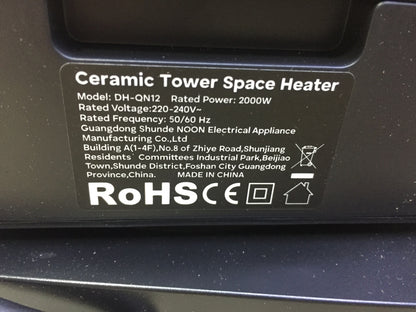 Ceramic Tower Space Heater
Model: DH-QN12 Rated Power: 2000W
Rated Voltage:220-240V~
Rated Frequency: 50/60 Hz
Guangdong Shunde NOON Electrical Appliance
Manufacturing Co.,Ltd
Building A(1-4F),No.8 of Zhiye Road,Shunjiang
Residents' Committees Industrial Park,Beijiao
Town,Shunde District,Foshan City Guangdong
Province,China. MADE IN CHINA
RoHS CE